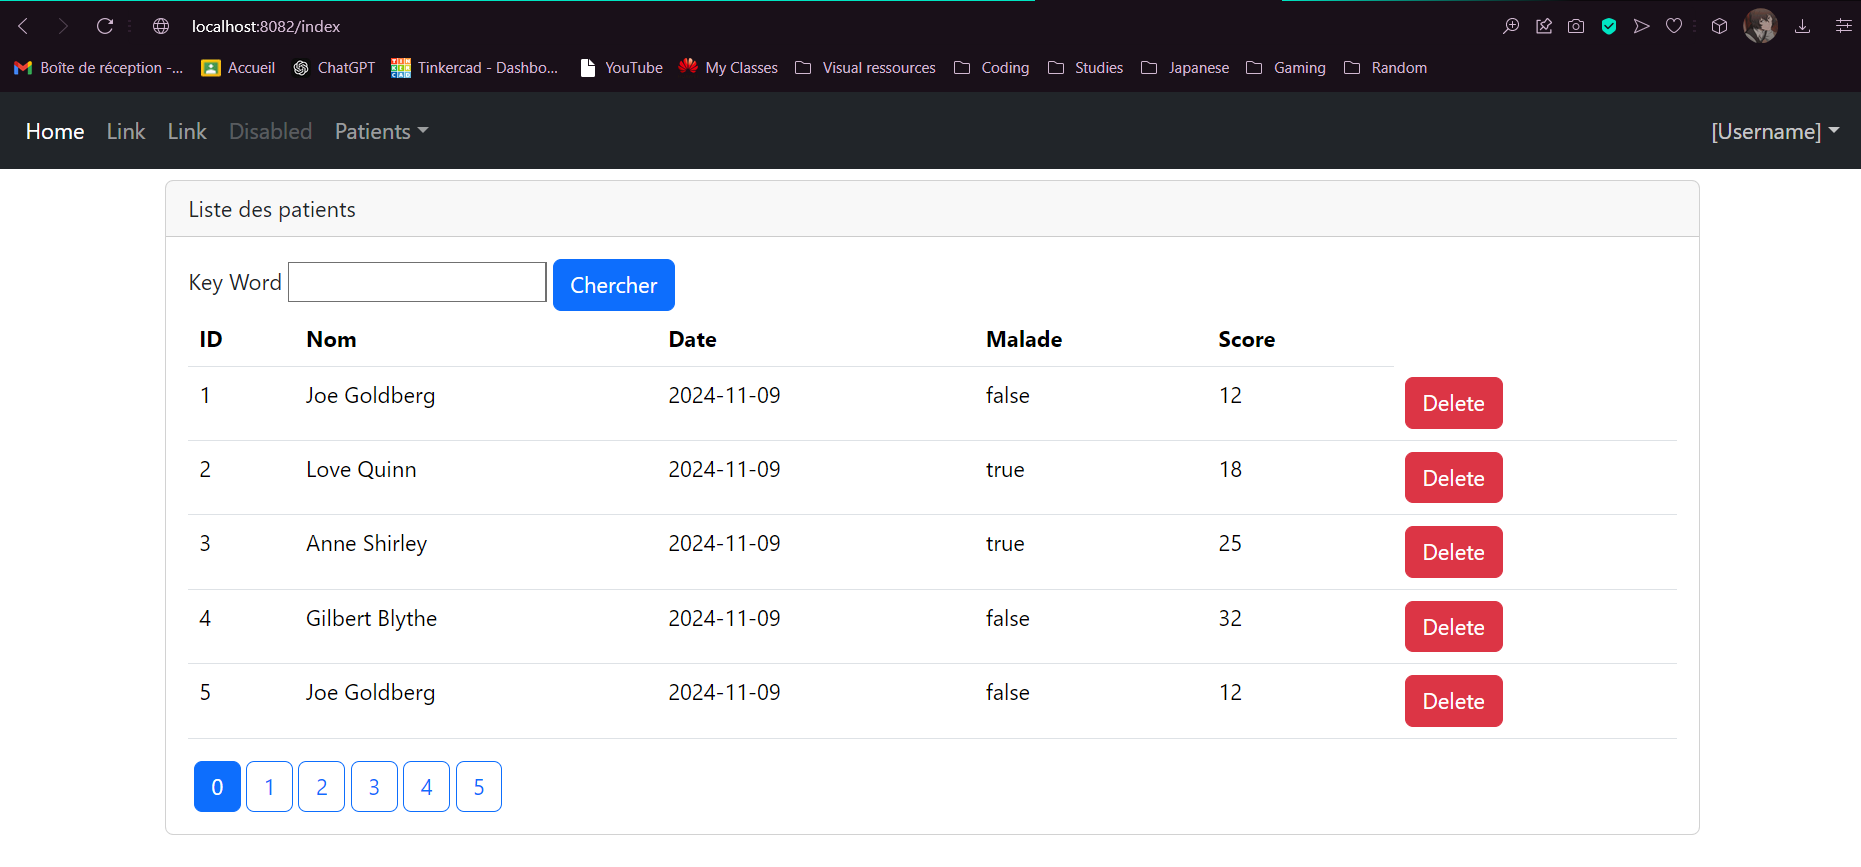 localhost:8082/index
Boîte de réception -... Accueil ChatGPT Tinkercad - Dashbo... YouTube My Classes Visual ressources Coding Studies Japanese Gaming Random
Home Link Link Disabled Patients [Username]
Liste des patients
Key Word Chercher
ID Nom Date Malade Score
1 Joe Goldberg 2024-11-09 false 12 Delete
2 Love Quinn 2024-11-09 true 18 Delete
3 Anne Shirley 2024-11-09 true 25 Delete
4 Gilbert Blythe 2024-11-09 false 32 Delete
5 Joe Goldberg 2024-11-09 false 12 Delete
0 1 2 3 4 5